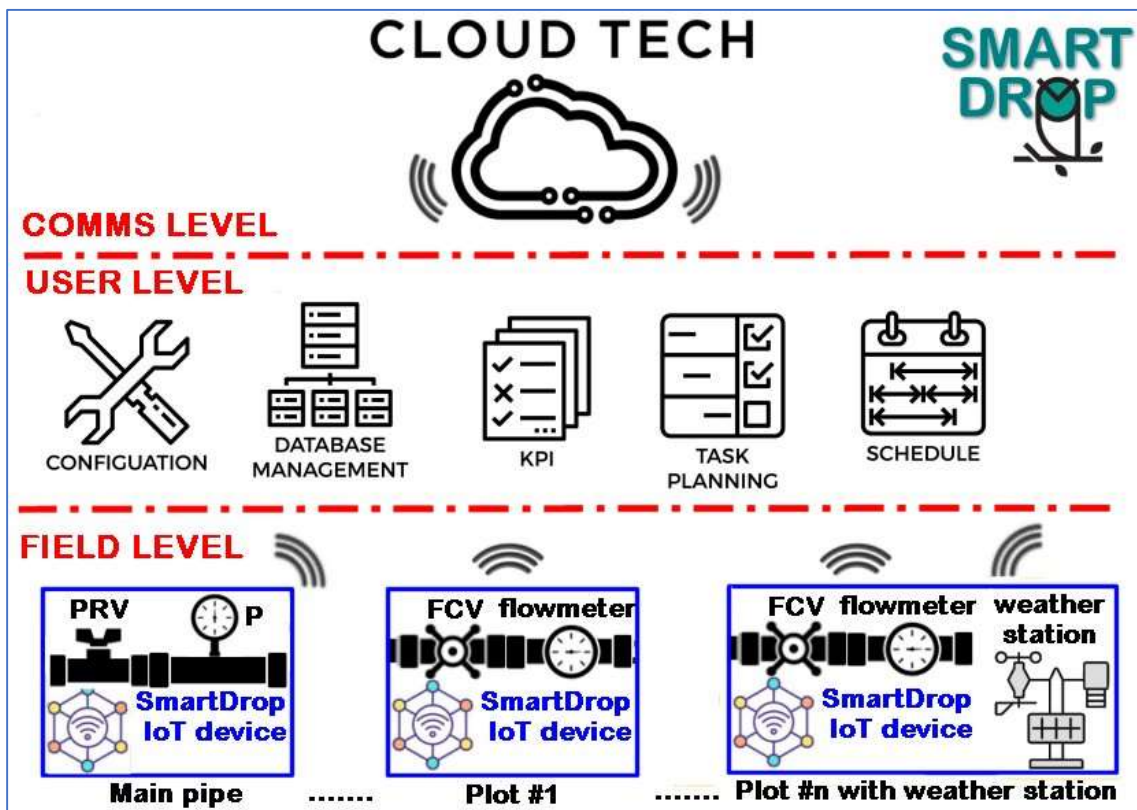 CLOUD TECH
SMART
DROP
COMMS LEVEL
USER LEVEL
CONFIGUATION
DATABASE
MANAGEMENT
KPI
TASK
PLANNING
SCHEDULE
FIELD LEVEL
PRV
P
SmartDrop
IoT device
Main pipe
.......
FCV flowmeter
SmartDrop
IoT device
Plot #1
.......
FCV flowmeter
weather
station
SmartDrop
IoT device
Plot #n with weather station